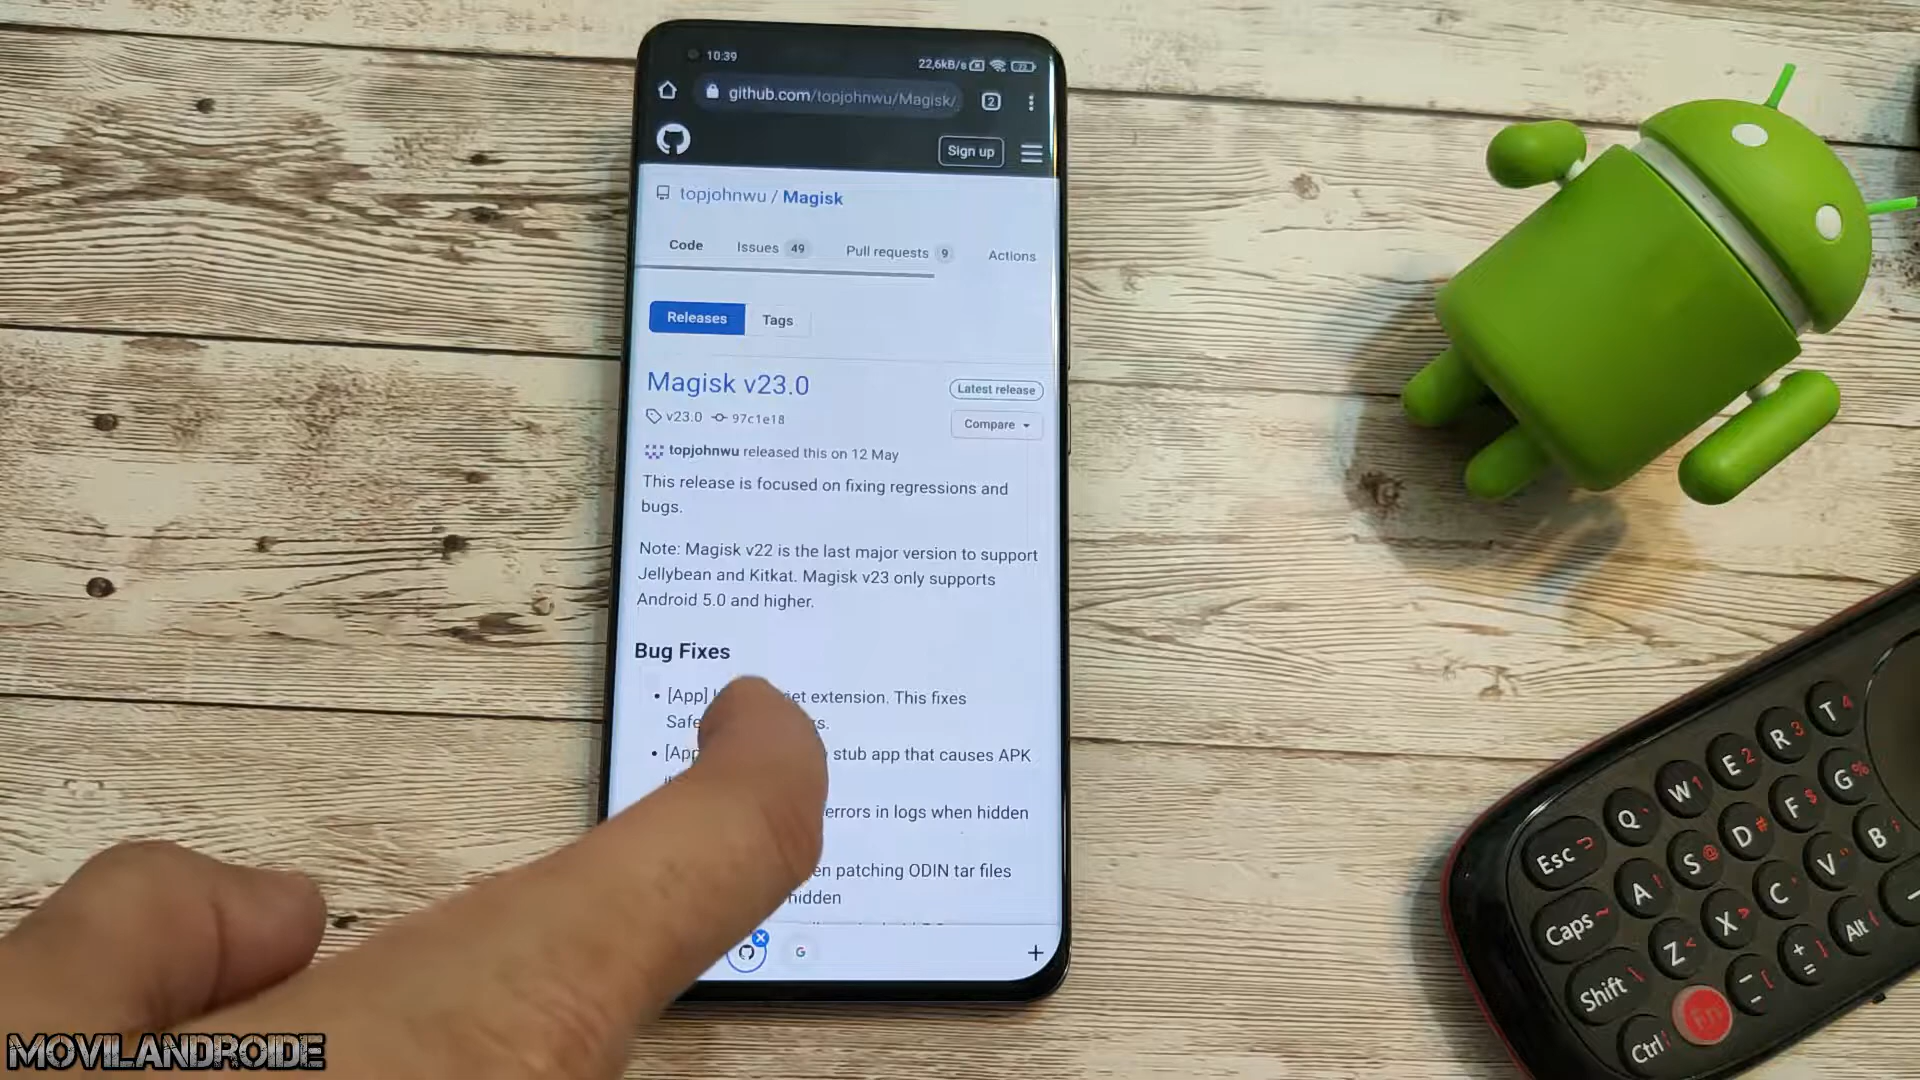 10:39
22,6kB/s
github.com/topjohnwu/Magisk/
2
Sign up
topjohnwu / Magisk
Code
Issues 49
Pull requests 9
Actions
Releases
Tags
Magisk v23.0
Latest release
v23.0
97c1e18
Compare
topjohnwu released this on 12 May
This release is focused on fixing regressions and
bugs.
Note: Magisk v22 is the last major version to support
Jellybean and Kitkat. Magisk v23 only supports
Android 5.0 and higher.
Bug Fixes
• [App] extension. This fixes
• stub app that causes APK
errors in logs when hidden
patching ODIN tar files
hidden
G
+
T 4
R 3
E 2
W 1
Q
G %
F $
D #
S @
A !
Esc
B
V "
C
X >
Z <
Caps ~
Alt
+
=
Shift \
Fn
Ctrl
MOVILANDROIDE